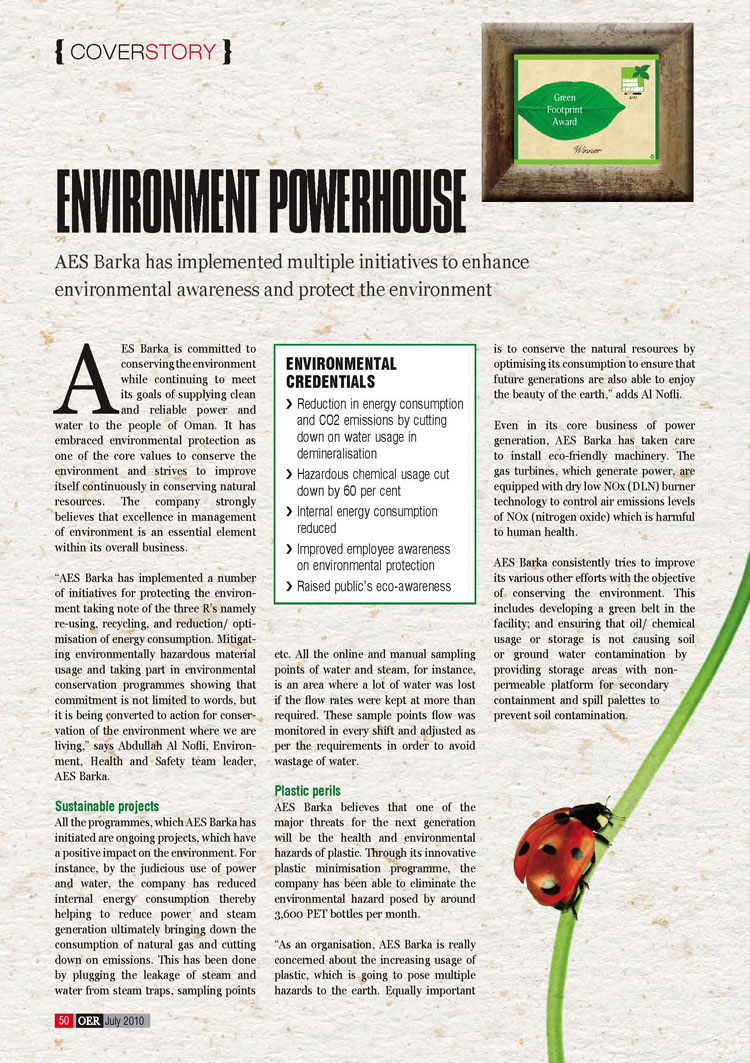 { COVERSTORY }
Green
Footprint
Award
Winner
ENVIRONMENT POWERHOUSE
AES Barka has implemented multiple initiatives to enhance
environmental awareness and protect the environment
AES Barka is committed to
conserving the environment
while continuing to meet
its goals of supplying clean
and reliable power and
water to the people of Oman. It has
embraced environmental protection as
one of the core values to conserve the
environment and strives to improve
itself continuously in conserving natural
resources. The company strongly
believes that excellence in management
of environment is an essential element
within its overall business.
“AES Barka has implemented a number
of initiatives for protecting the environ-
ment taking note of the three R’s namely
re-using, recycling, and reduction/ opti-
misation of energy consumption. Mitigat-
ing environmentally hazardous material
usage and taking part in environmental
conservation programmes showing that
commitment is not limited to words, but
it is being converted to action for conser-
vation of the environment where we are
living,” says Abdullah Al Nofli, Environ-
ment, Health and Safety team leader,
AES Barka.
Sustainable projects
All the programmes, which AES Barka has
initiated are ongoing projects, which have
a positive impact on the environment. For
instance, by the judicious use of power
and water, the company has reduced
internal energy consumption thereby
helping to reduce power and steam
generation ultimately bringing down the
consumption of natural gas and cutting
down on emissions. This has been done
by plugging the leakage of steam and
water from steam traps, sampling points
ENVIRONMENTAL
CREDENTIALS
❯ Reduction in energy consumption
and CO2 emissions by cutting
down on water usage in
demineralisation
❯ Hazardous chemical usage cut
down by 60 per cent
❯ Internal energy consumption
reduced
❯ Improved employee awareness
on environmental protection
❯ Raised public’s eco-awareness
etc. All the online and manual sampling
points of water and steam, for instance,
is an area where a lot of water was lost
if the flow rates were kept at more than
required. These sample points flow was
monitored in every shift and adjusted as
per the requirements in order to avoid
wastage of water.
Plastic perils
AES Barka believes that one of the
major threats for the next generation
will be the health and environmental
hazards of plastic. Through its innovative
plastic minimisation programme, the
company has been able to eliminate the
environmental hazard posed by around
3,600 PET bottles per month.
“As an organisation, AES Barka is really
concerned about the increasing usage of
plastic, which is going to pose multiple
hazards to the earth. Equally important
is to conserve the natural resources by
optimising its consumption to ensure that
future generations are also able to enjoy
the beauty of the earth,” adds Al Nofli.
Even in its core business of power
generation, AES Barka has taken care
to install eco-friendly machinery. The
gas turbines, which generate power, are
equipped with dry low NOx (DLN) burner
technology to control air emissions levels
of NOx (nitrogen oxide) which is harmful
to human health.
AES Barka consistently tries to improve
its various other efforts with the objective
of conserving the environment. This
includes developing a green belt in the
facility; and ensuring that oil/ chemical
usage or storage is not causing soil
or ground water contamination by
providing storage areas with non-
permeable platform for secondary
containment and spill palettes to
prevent soil contamination.
50 OER July 2010